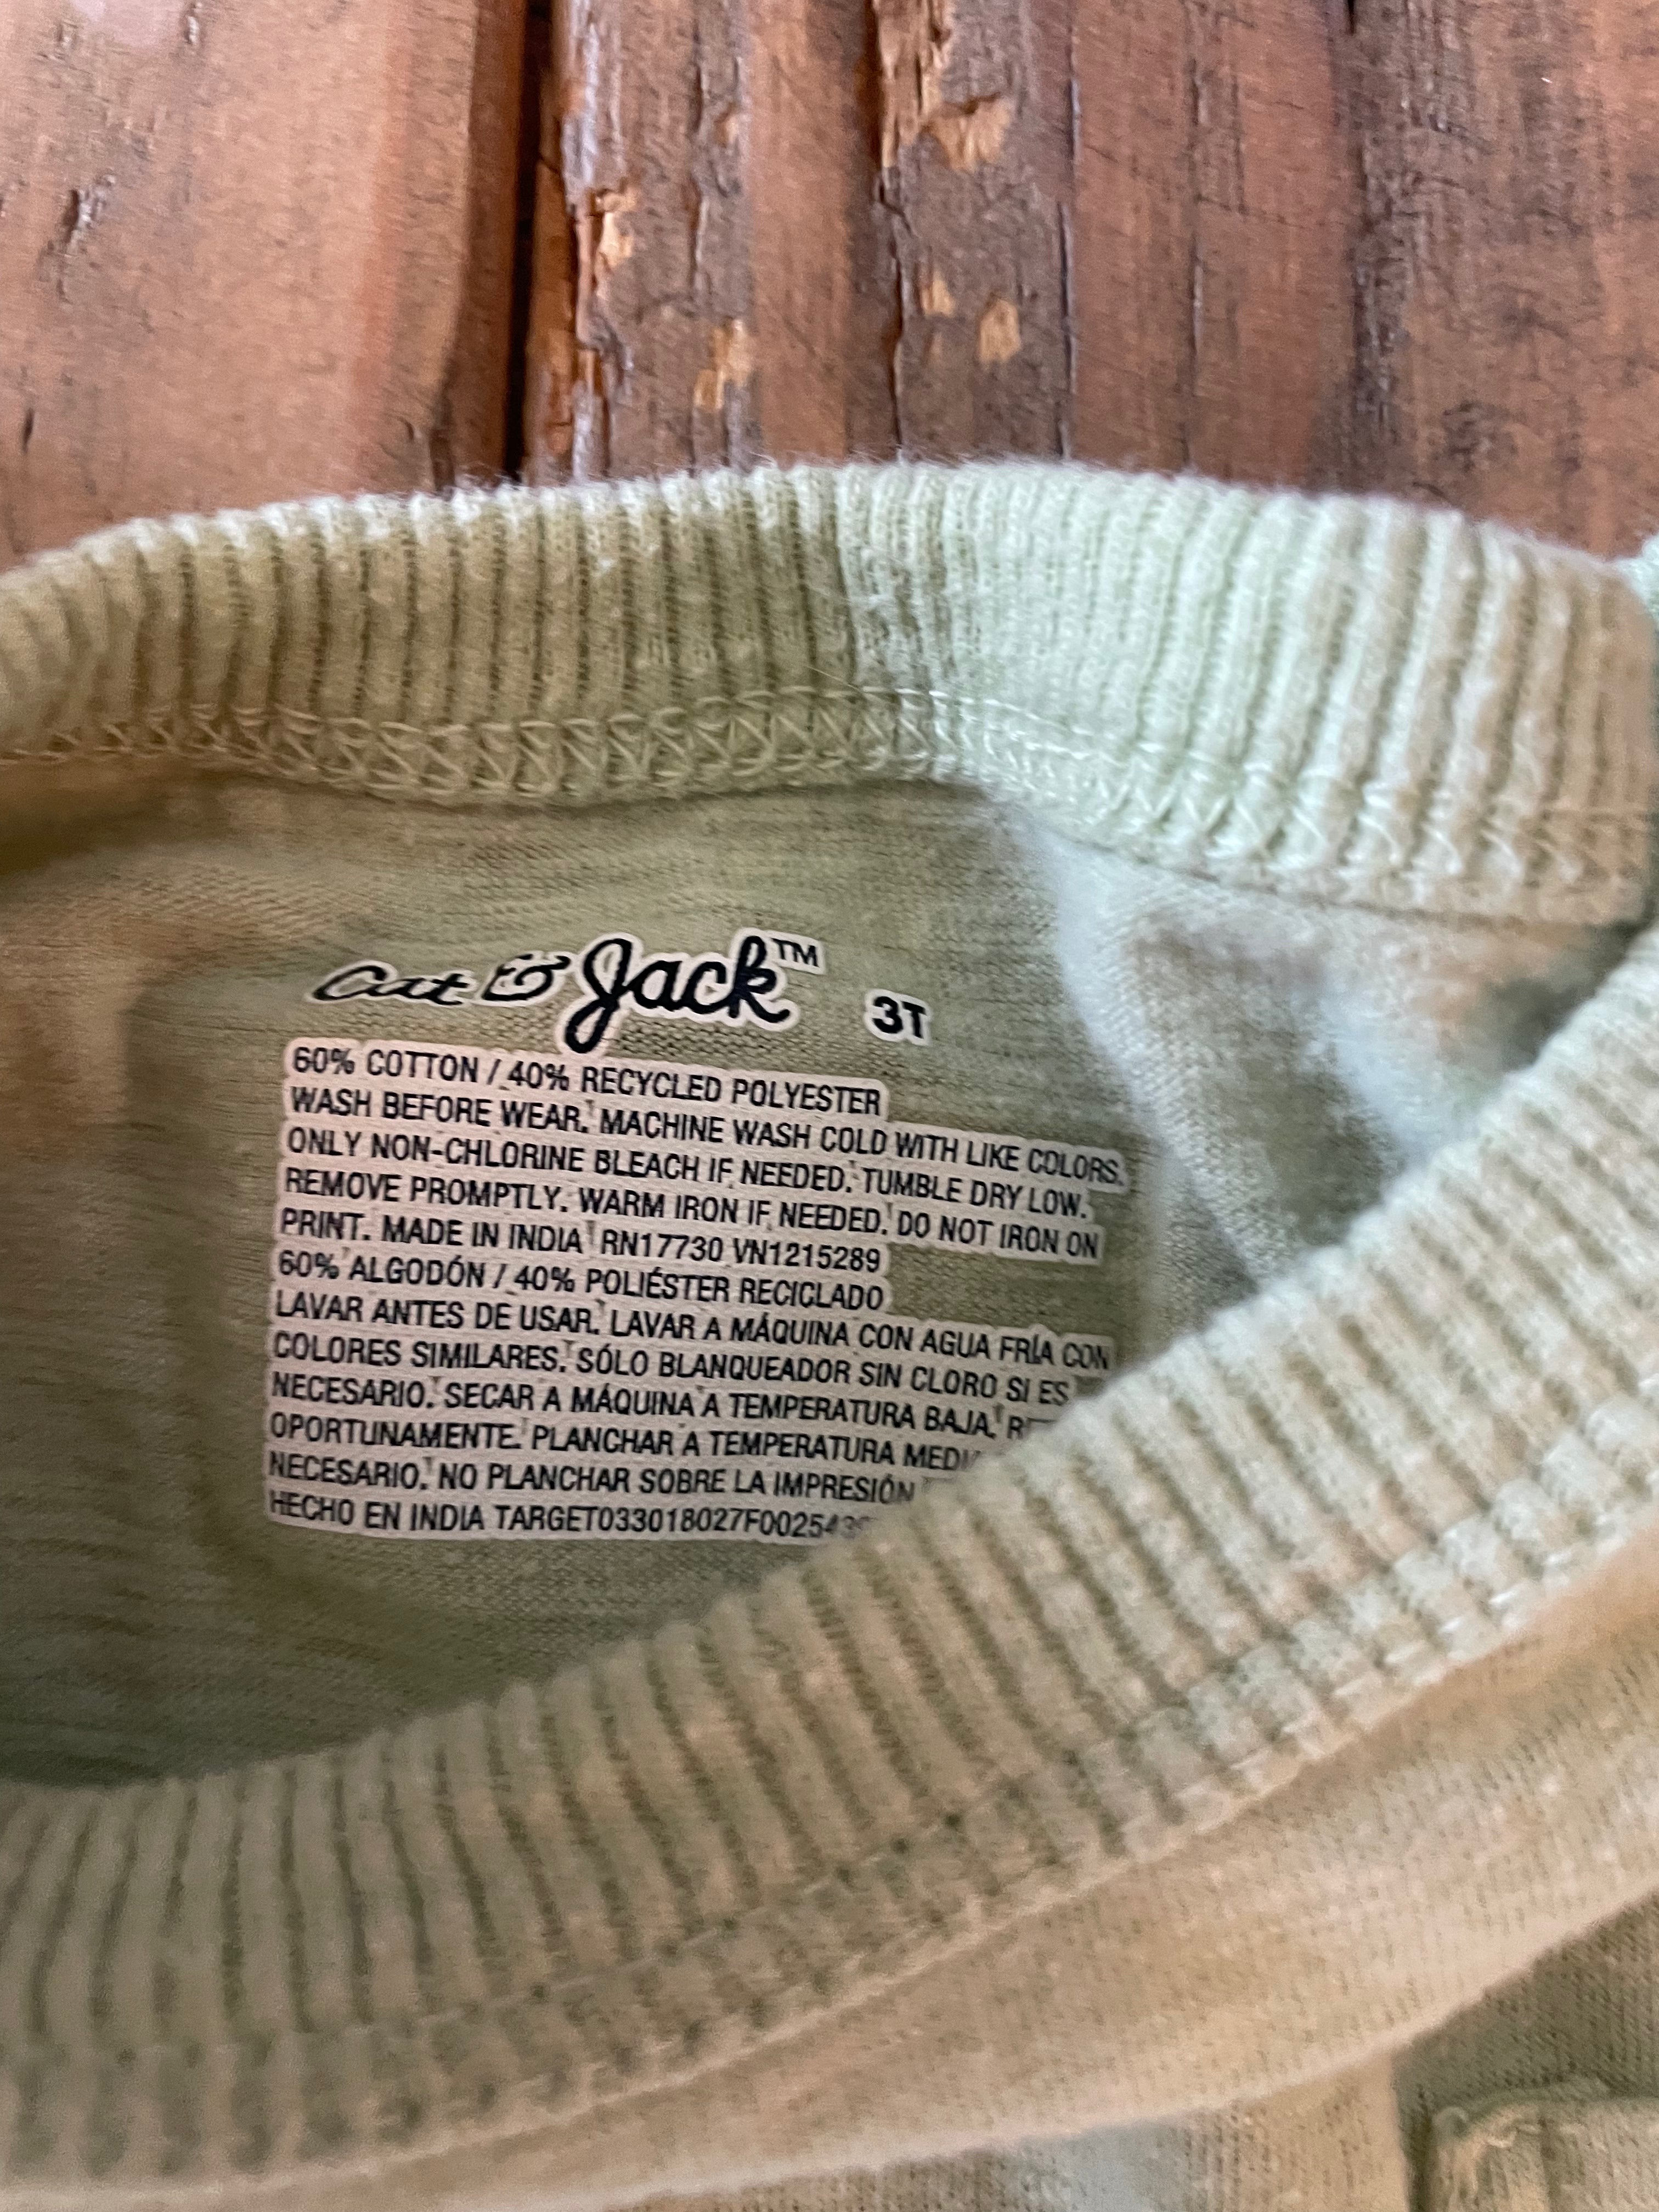 Cat & Jack™ 3T
60% COTTON / 40% RECYCLED POLYESTER
WASH BEFORE WEAR. MACHINE WASH COLD WITH LIKE COLORS.
ONLY NON-CHLORINE BLEACH IF NEEDED. TUMBLE DRY LOW.
REMOVE PROMPTLY. WARM IRON IF NEEDED. DO NOT IRON ON
PRINT. MADE IN INDIA RN17730 VN1215289
60% ALGODÓN / 40% POLIÉSTER RECICLADO
LAVAR ANTES DE USAR. LAVAR A MÁQUINA CON AGUA FRÍA CON
COLORES SIMILARES. SÓLO BLANQUEADOR SIN CLORO SI ES
NECESARIO. SECAR A MÁQUINA A TEMPERATURA BAJA.
OPORTUNAMENTE. PLANCHAR A TEMPERATURA
NECESARIO. NO PLANCHAR SOBRE LA IMPRESIÓN
HECHO EN INDIA